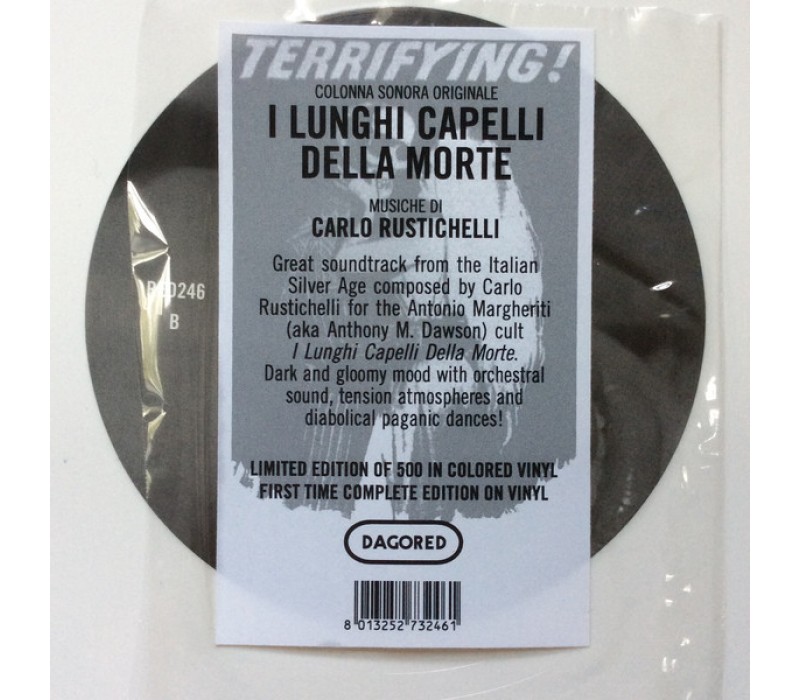 TERRIFYING!
COLONNA SONORA ORIGINALE
I LUNGHI CAPELLI
DELLA MORTE
MUSICHE DI
CARLO RUSTICHELLI
Great soundtrack from the Italian
Silver Age composed by Carlo
Rustichelli for the Antonio Margheriti
(aka Anthony M. Dawson) cult
I Lunghi Capelli Della Morte.
Dark and gloomy mood with orchestral
sound, tension atmospheres and
diabolical paganic dances!
LIMITED EDITION OF 500 IN COLORED VINYL
FIRST TIME COMPLETE EDITION ON VINYL
DAGORED
8 013252 732461
B